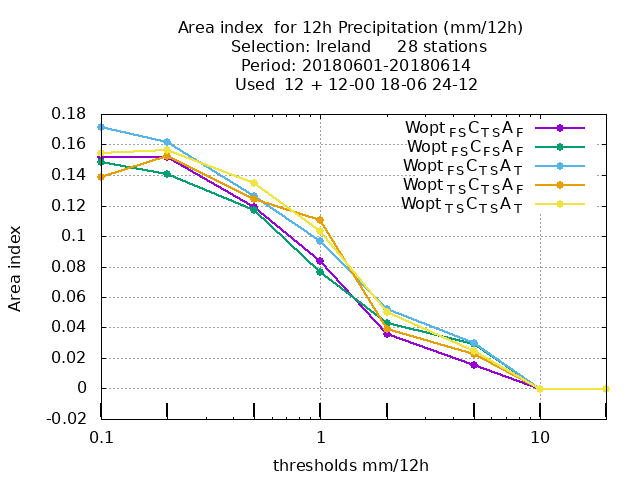 Area index  for 12h Precipitation (mm/12h)
Selection: Ireland     28 stations
Period: 20180601-20180614
Used  12 + 12-00 18-06 24-12
Wopt FS C TS A F
Wopt FS C FS A F
Wopt FS C TS A T
Wopt TS C TS A F
Wopt TS C TS A T
0.18
0.16
0.14
0.12
0.1
0.08
0.06
0.04
0.02
0
-0.02
Area index
0.1 1 10
thresholds mm/12h